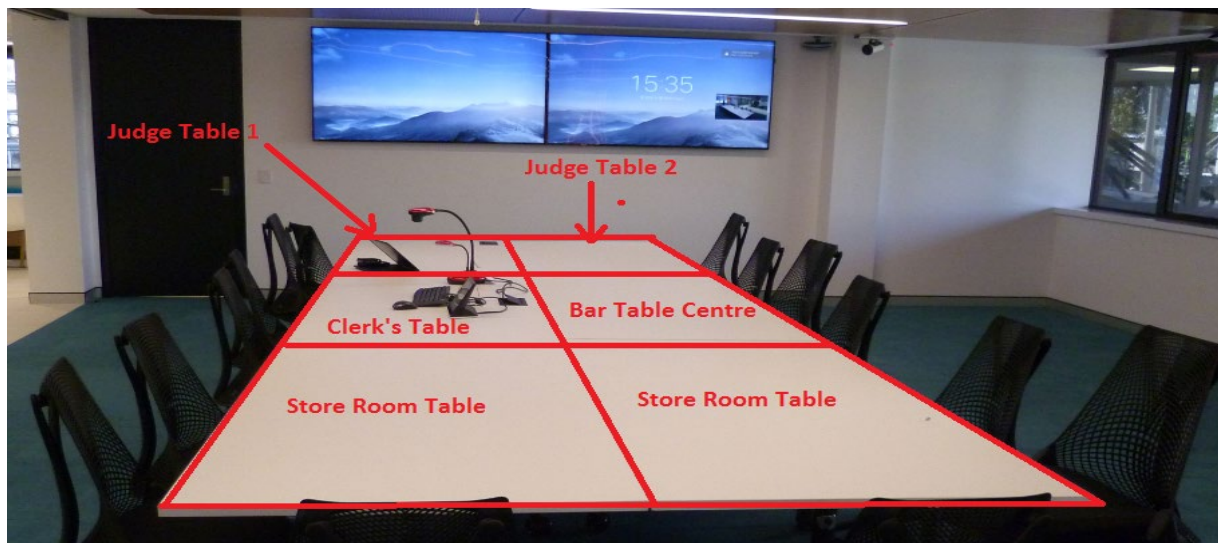 15:35
Judge Table 1
Judge Table 2
Bar Table Centre
Clerk's Table
Store Room Table
Store Room Table